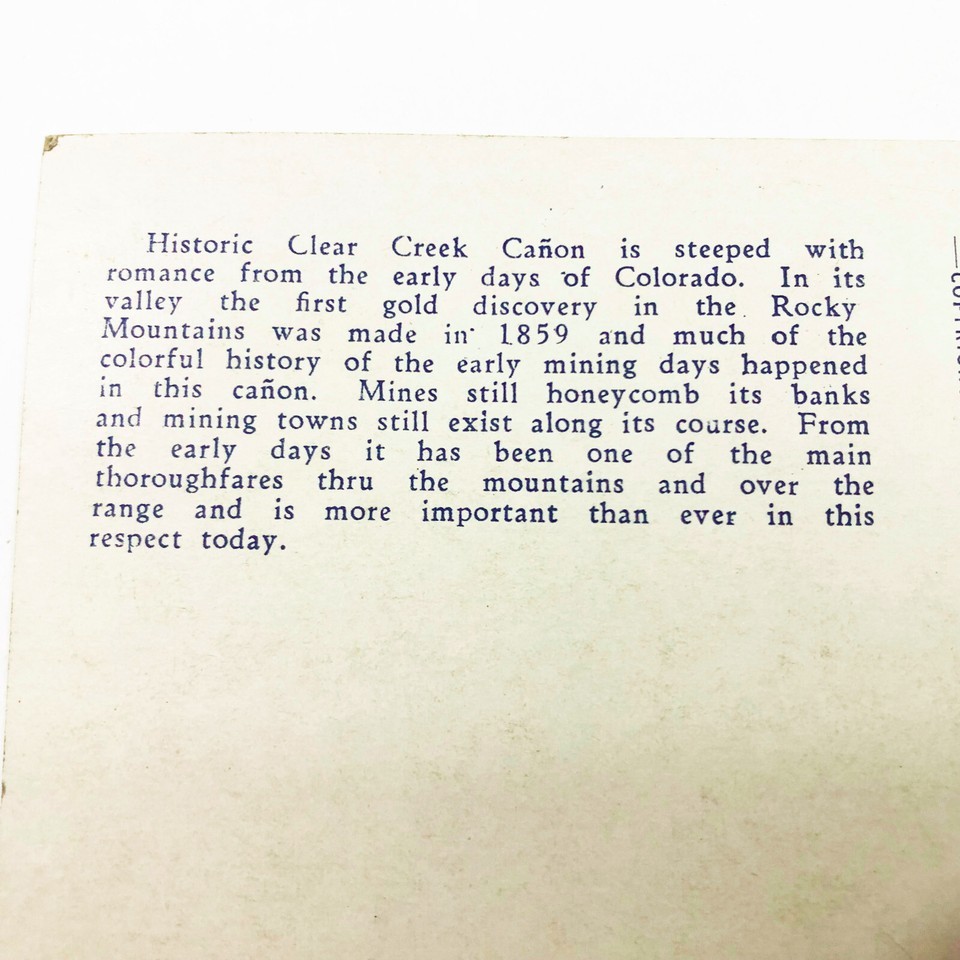 Historic Clear Creek Cañon is steeped with
romance from the early days of Colorado. In its
valley the first gold discovery in the Rocky
Mountains was made in 1859 and much of the
colorful history of the early mining days happened
in this cañon. Mines still honeycomb its banks
and mining towns still exist along its course. From
the early days it has been one of the main
thoroughfares thru the mountains and over the
range and is more important than ever in this
respect today.